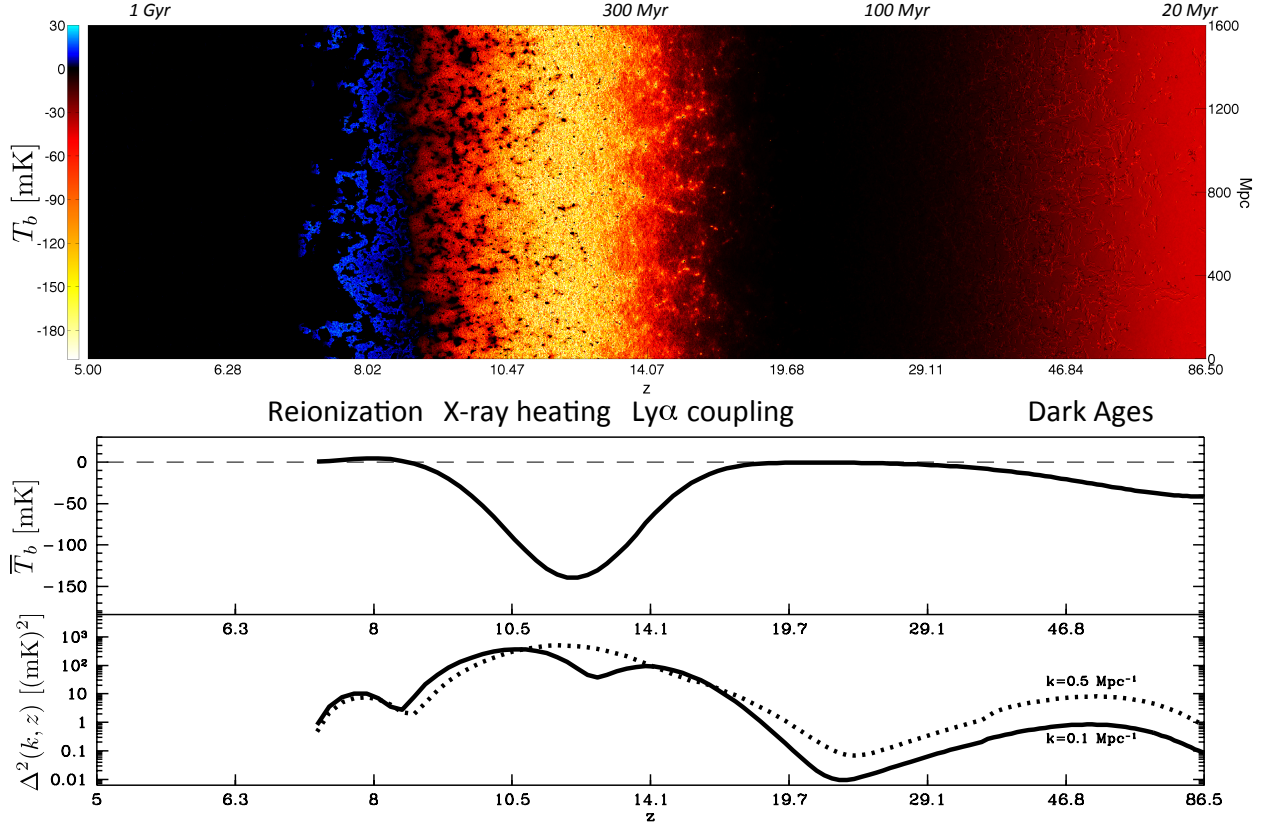 1 Gyr 300 Myr 100 Myr 20 Myr
30 1600
0
-30 1200
-60
-90 800
-120
-150 400
-180
0
T_b [mK]
Mpc
5.00 6.28 8.02 10.47 14.07 19.68 29.11 46.84 86.50
z
Reionization X-ray heating Lyα coupling Dark Ages
0
−50
−100
−150
T̅_b [mK]
6.3 8 10.5 14.1 19.7 29.1 46.8
10³
10²
10
1
0.1
0.01
Δ²(k, z) [(mK)²]
k=0.5 Mpc⁻¹
k=0.1 Mpc⁻¹
5 6.3 8 10.5 14.1 19.7 29.1 46.8 86.5
z